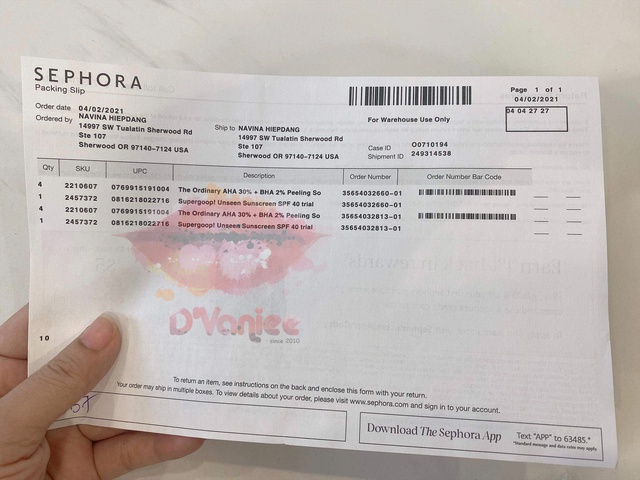 SEPHORA
Packing Slip
Order date 04/02/2021
Ordered by NAVINA HIEPDANG
14997 SW Tualatin Sherwood Rd
Ste 107
Sherwood OR 97140-7124 USA
Ship to NAVINA HIEPDANG
14997 SW Tualatin Sherwood Rd
Ste 107
Sherwood OR 97140-7124 USA
For Warehouse Use Only
Case ID O0710194
Shipment ID 249314538
Page 1 of 1
04/02/2021
04 04 27 27
Qty SKU UPC Description Order Number Order Number Bar Code
4 2210607 0769915191004 The Ordinary AHA 30% + BHA 2% Peeling So 35654032660-01
1 2457372 0816218022716 Supergoop! Unseen Sunscreen SPF 40 trial 35654032660-01
4 2210607 0769915191004 The Ordinary AHA 30% + BHA 2% Peeling So 35654032813-01
1 2457372 0816218022716 Supergoop! Unseen Sunscreen SPF 40 trial 35654032813-01
D'Vaniee
since 2010
10
To return an item, see instructions on the back and enclose this form with your return.
Your order may ship in multiple boxes. To view details about your order, please visit www.sephora.com and sign in to your account.
Download The Sephora App
Text "APP" to 63485.*
*Standard message and data rates may apply.